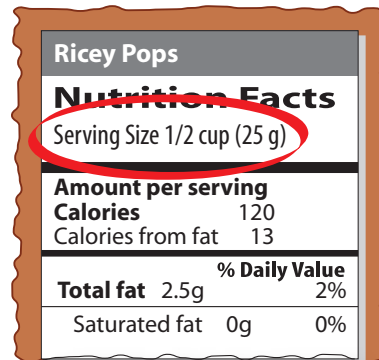 Ricey Pops
Nutrition Facts
Serving Size 1/2 cup (25 g)
Amount per serving
Calories 120
Calories from fat 13
% Daily Value
Total fat 2.5g 2%
Saturated fat 0g 0%